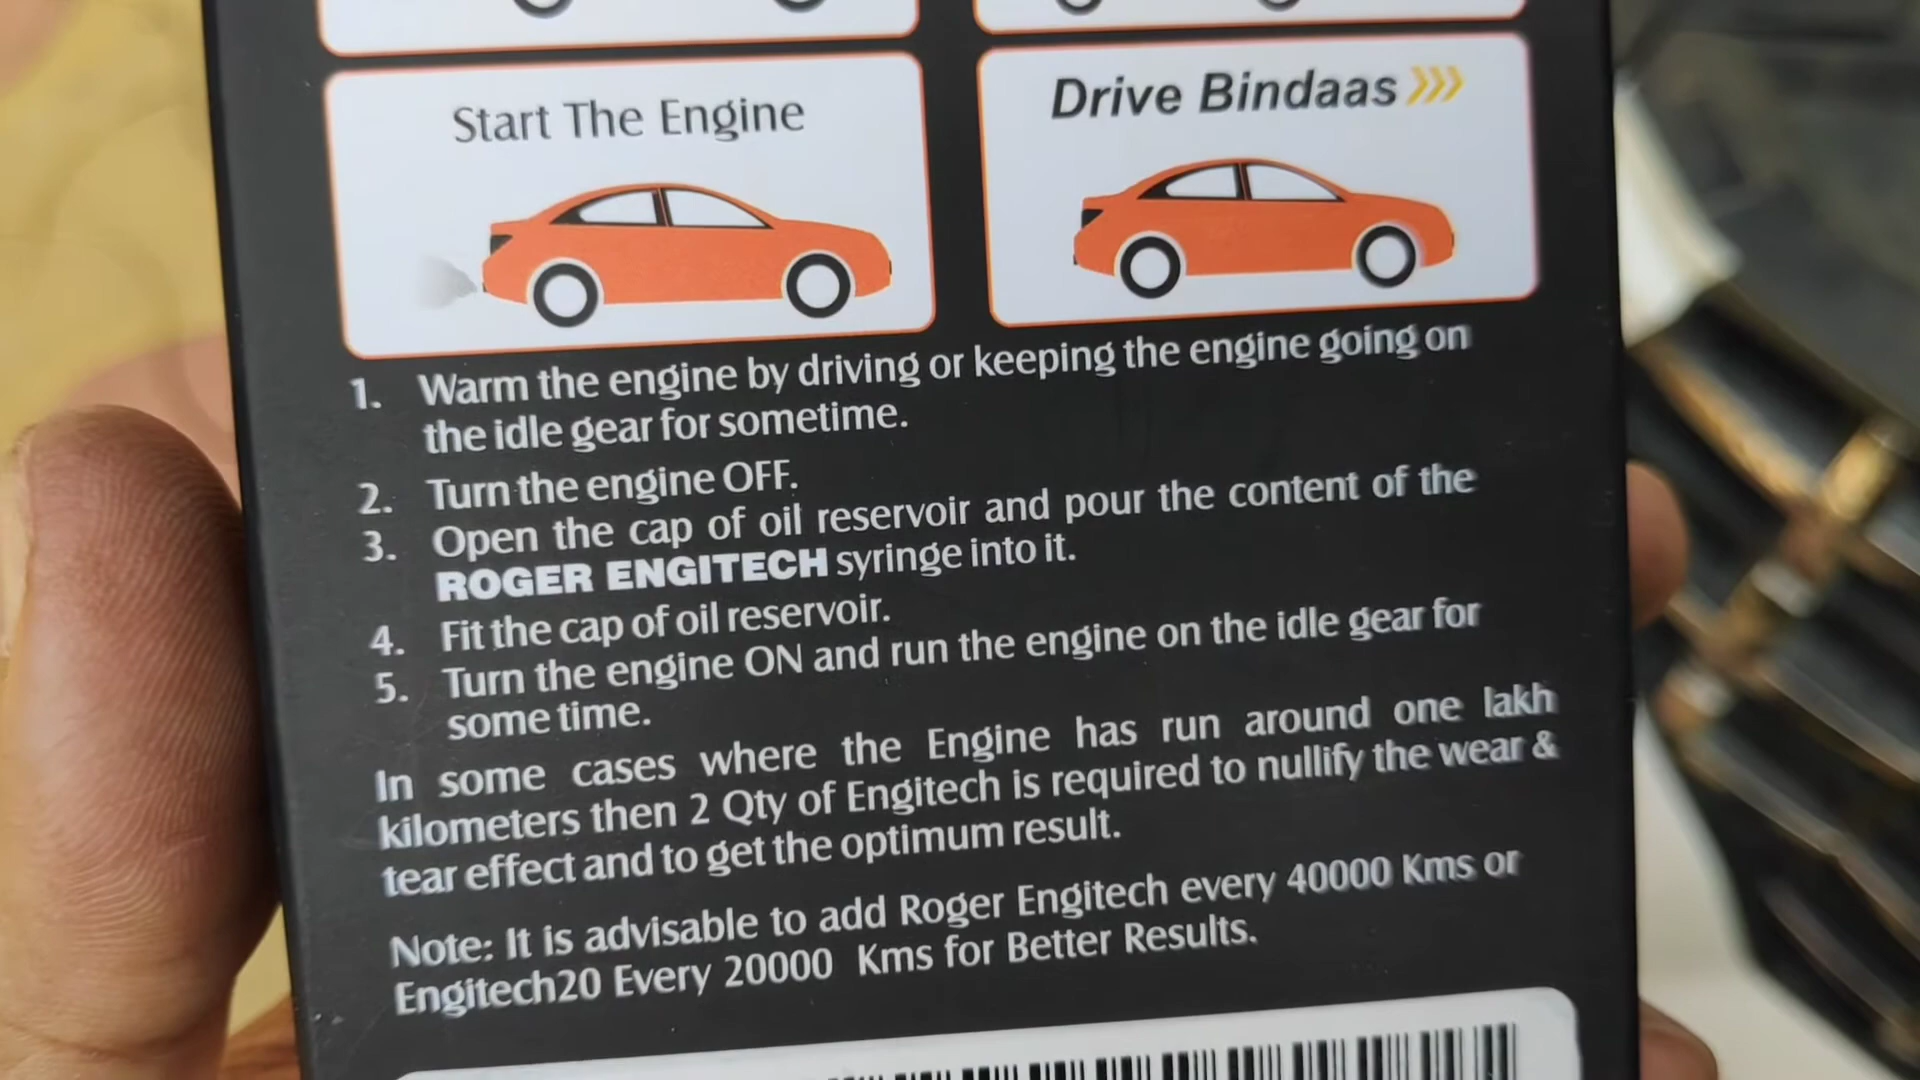 Start The Engine
Drive Bindaas
1. Warm the engine by driving or keeping the engine going on
the idle gear for sometime.
2. Turn the engine OFF.
3. Open the cap of oil reservoir and pour the content of the
ROGER ENGITECH syringe into it.
4. Fit the cap of oil reservoir.
5. Turn the engine ON and run the engine on the idle gear for
some time.
In some cases where the Engine has run around one lakh
kilometers then 2 Qty of Engitech is required to nullify the wear &
tear effect and to get the optimum result.
Note: It is advisable to add Roger Engitech every 40000 Kms or
Engitech20 Every 20000 Kms for Better Results.